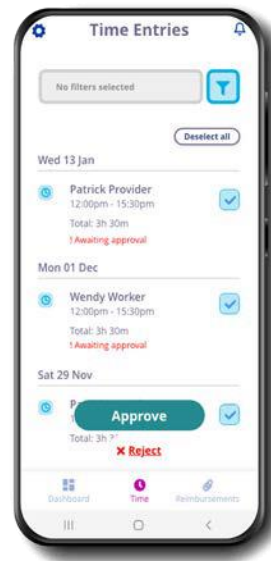 Time Entries
No filters selected
Deselect all
Wed 13 Jan
Patrick Provider
12:00pm - 15:30pm
Total: 3h 30m
! Awaiting approval
Mon 01 Dec
Wendy Worker
12:00pm - 15:30pm
Total: 3h 30m
! Awaiting approval
Sat 29 Nov
Approve
Total: 3h
Reject
Dashboard
Time
Reimbursements